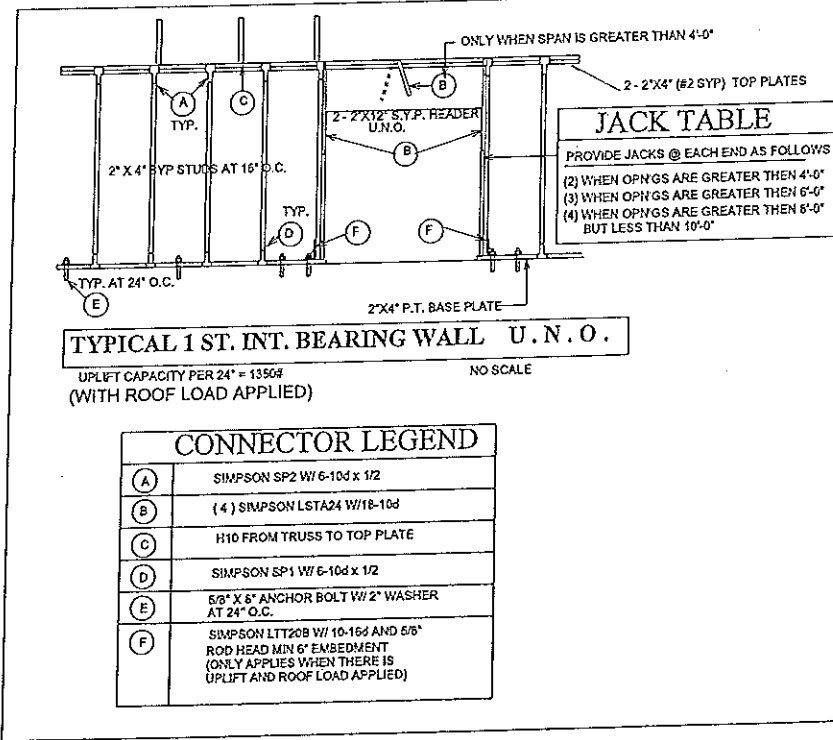 ONLY WHEN SPAN IS GREATER THAN 4'-0"
B
2 - 2"X4" (#2 SYP) TOP PLATES
A
TYP.
C
2 - 2"X12" S.Y.P. HEADER
U.N.O.
B
2" X 4" SYP STUDS AT 16" O.C.
TYP.
D
F
F
TYP. AT 24" O.C.
E
2"X4" P.T. BASE PLATE
JACK TABLE
PROVIDE JACKS @ EACH END AS FOLLOWS
(2) WHEN OPN'GS ARE GREATER THEN 4'-0"
(3) WHEN OPN'GS ARE GREATER THEN 6'-0"
(4) WHEN OPN'GS ARE GREATER THEN 8'-0"
BUT LESS THAN 10'-0"
TYPICAL 1 ST. INT. BEARING WALL U.N.O.
UPLIFT CAPACITY PER 24" = 1350#
NO SCALE
(WITH ROOF LOAD APPLIED)
CONNECTOR LEGEND
A SIMPSON SP2 W/ 6-10d x 1/2
B ( 4 ) SIMPSON LSTA24 W/18-10d
C H10 FROM TRUSS TO TOP PLATE
D SIMPSON SP1 W/ 6-10d x 1/2
E 5/8" X 8" ANCHOR BOLT W/ 2" WASHER
AT 24" O.C.
F SIMPSON LTT20B W/ 10-16d AND 5/8"
ROD HEAD MIN 6" EMBEDMENT
(ONLY APPLIES WHEN THERE IS
UPLIFT AND ROOF LOAD APPLIED)